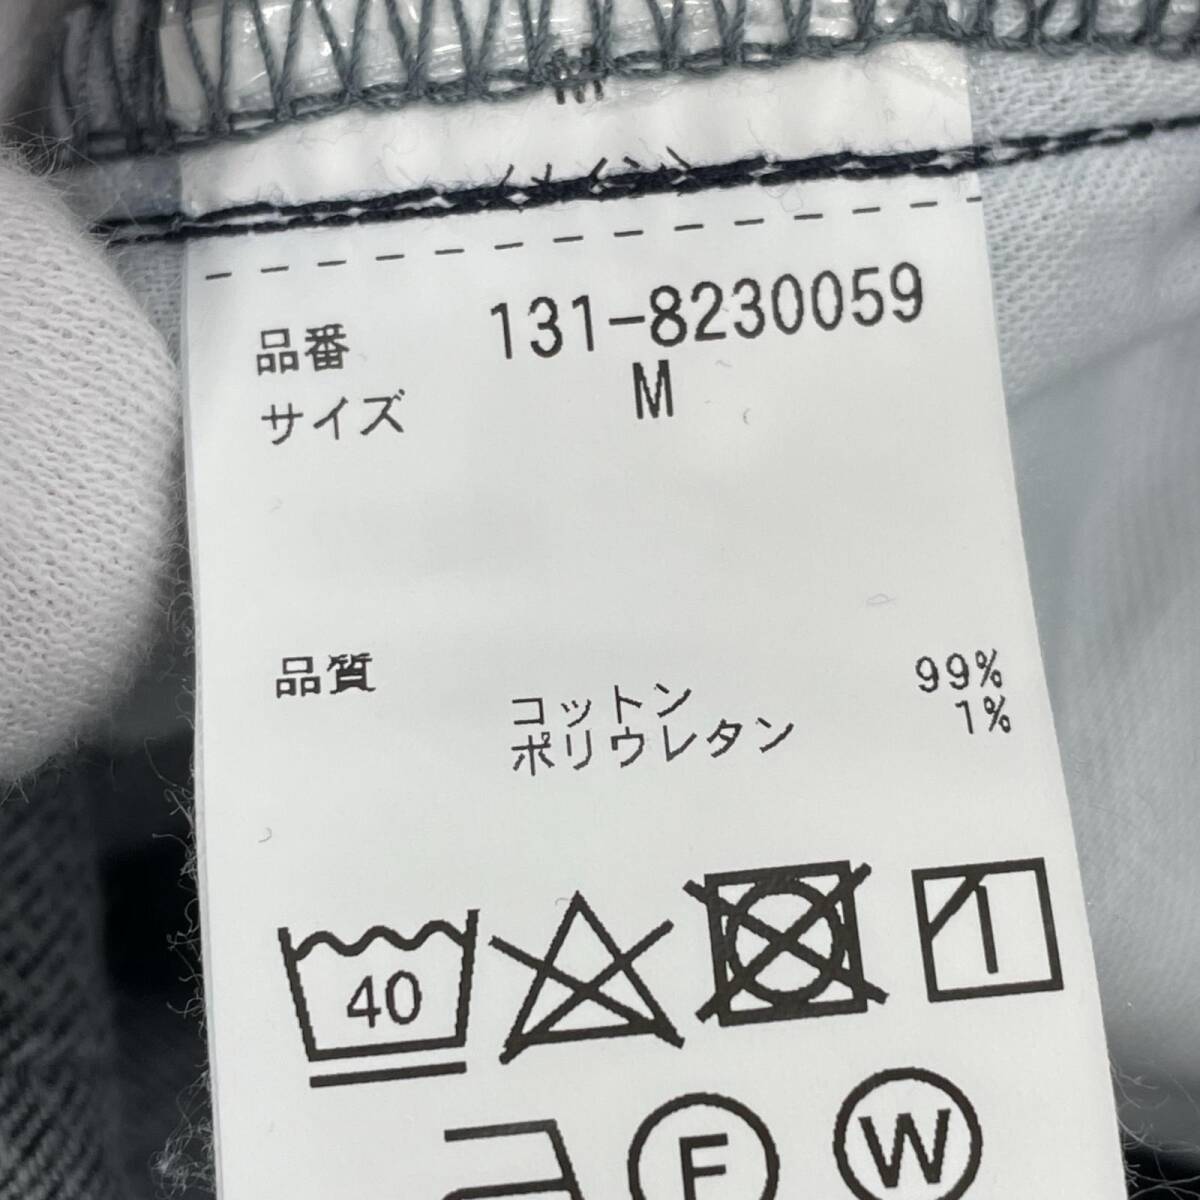 品番 131-8230059
サイズ M
品質
コットン 99%
ポリウレタン 1%
40
F W